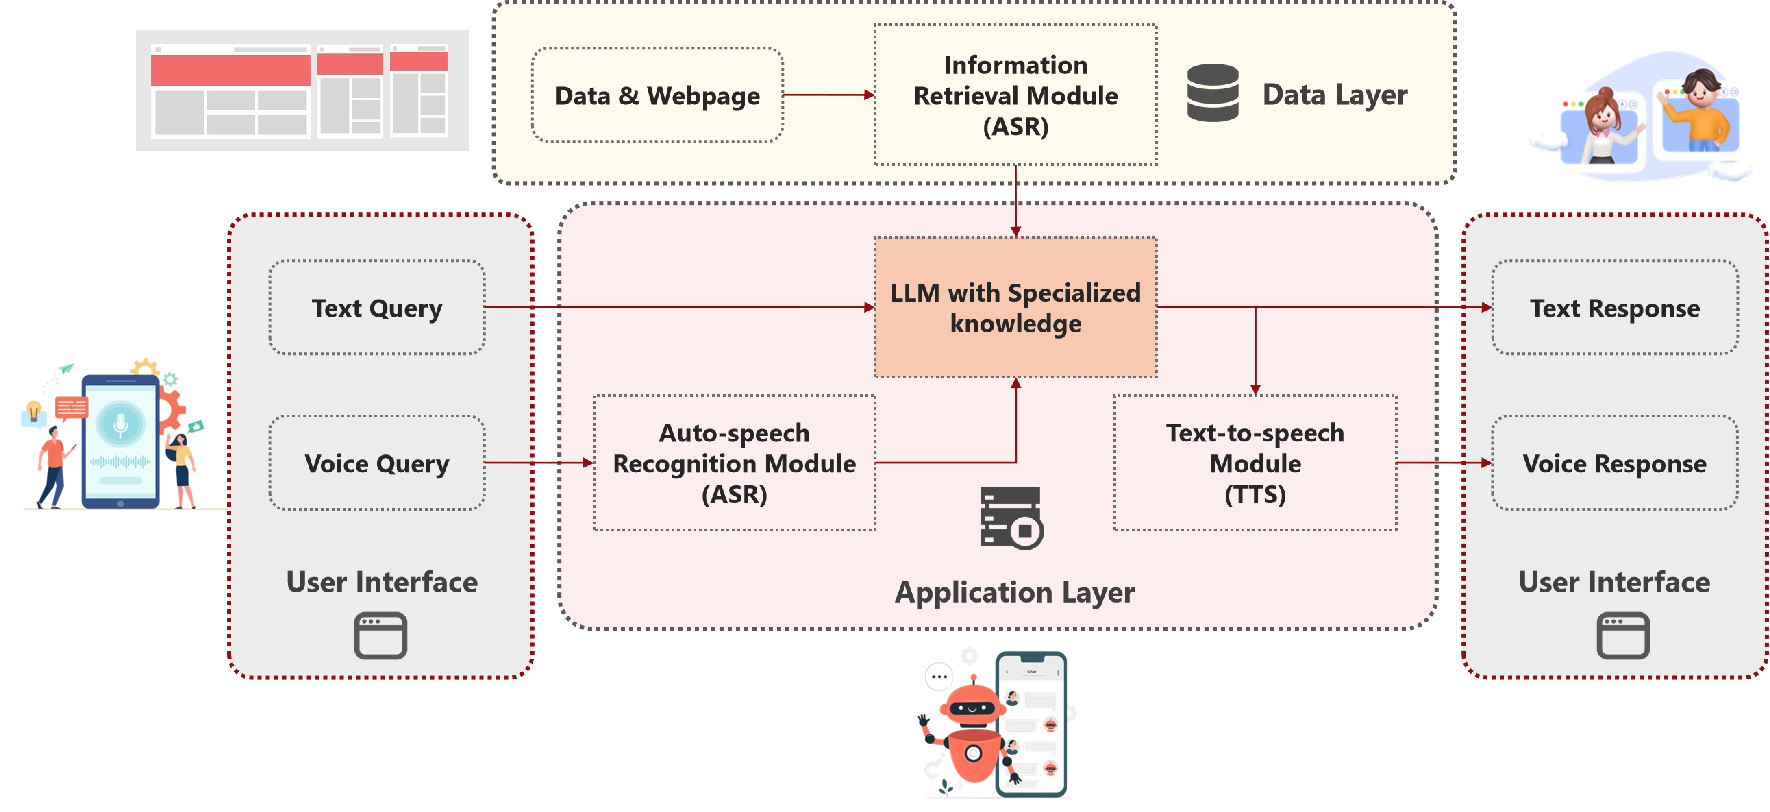 Data & Webpage
Information
Retrieval Module
(ASR)
Data Layer
Text Query
Voice Query
User Interface
LLM with Specialized
knowledge
Auto-speech
Recognition Module
(ASR)
Text-to-speech
Module
(TTS)
Application Layer
Text Response
Voice Response
User Interface
Chat